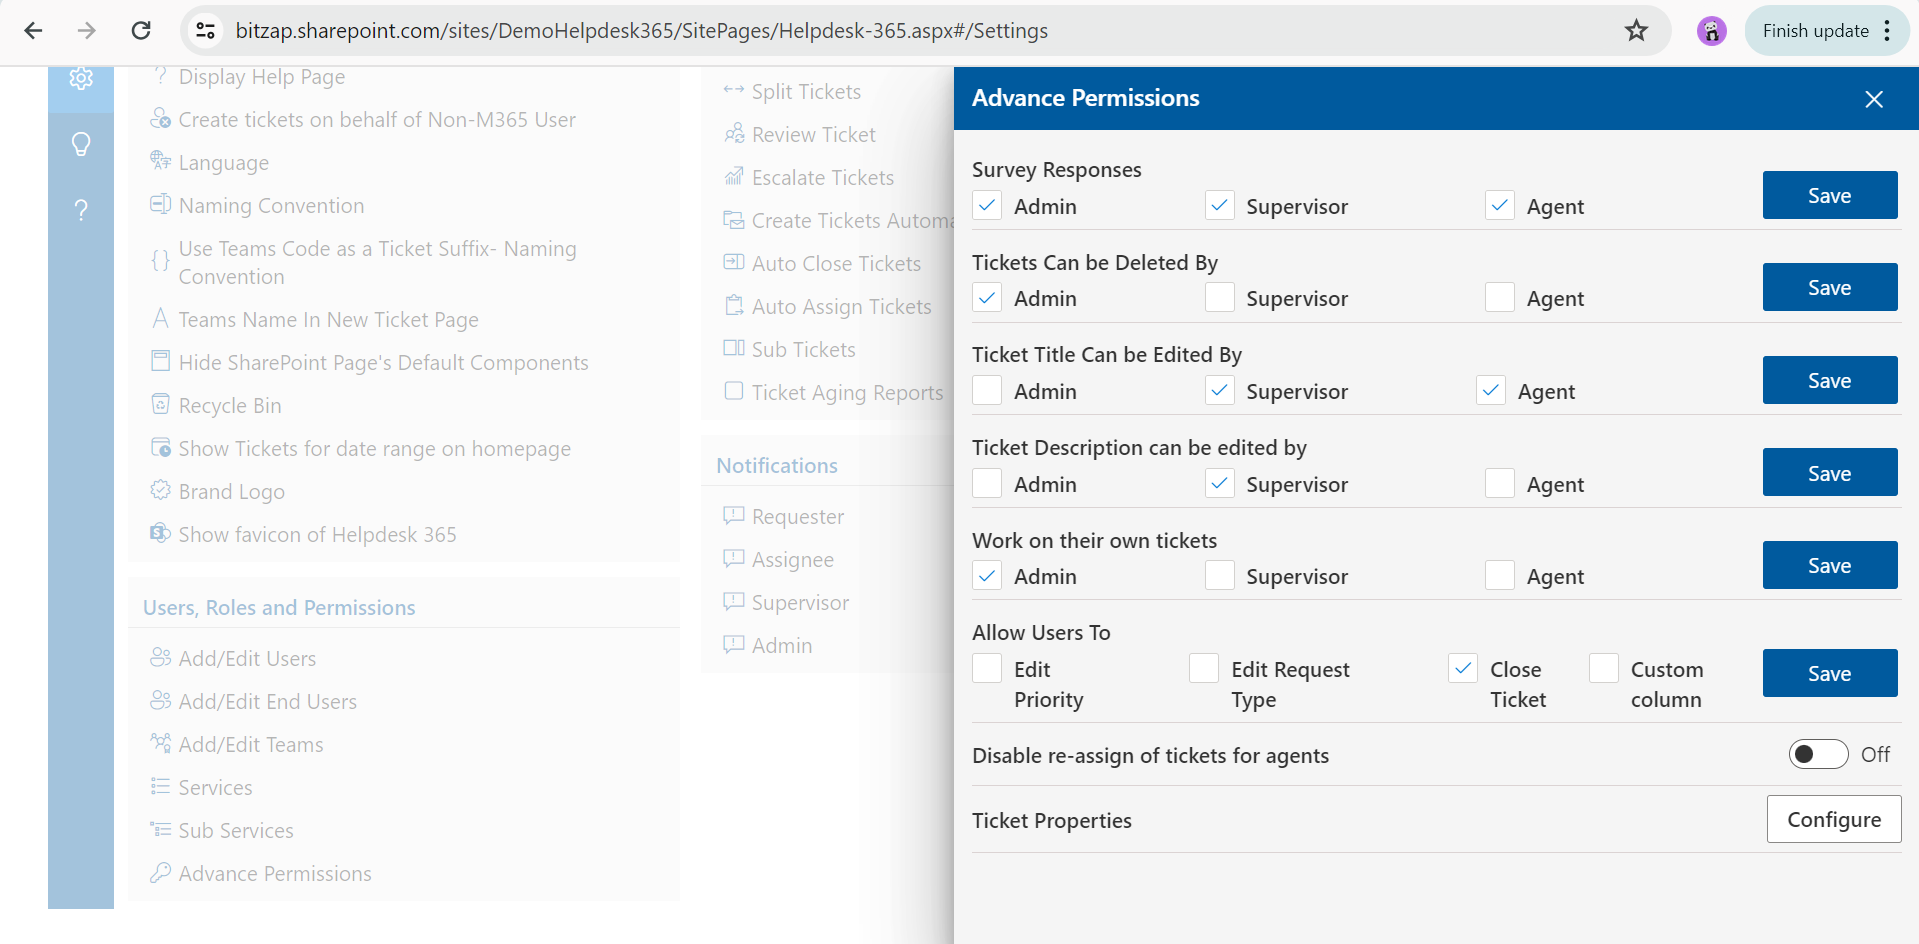 bitzap.sharepoint.com/sites/DemoHelpdesk365/SitePages/Helpdesk-365.aspx#/Settings
Finish update
Display Help Page
Create tickets on behalf of Non-M365 User
Language
Naming Convention
Use Teams Code as a Ticket Suffix- Naming
Convention
Teams Name In New Ticket Page
Hide SharePoint Page's Default Components
Recycle Bin
Show Tickets for date range on homepage
Brand Logo
Show favicon of Helpdesk 365
Users, Roles and Permissions
Add/Edit Users
Add/Edit End Users
Add/Edit Teams
Services
Sub Services
Advance Permissions
Split Tickets
Review Ticket
Escalate Tickets
Create Tickets Automa
Auto Close Tickets
Auto Assign Tickets
Sub Tickets
Ticket Aging Reports
Notifications
Requester
Assignee
Supervisor
Admin
Advance Permissions
Survey Responses
Admin Supervisor Agent Save
Tickets Can be Deleted By
Admin Supervisor Agent Save
Ticket Title Can be Edited By
Admin Supervisor Agent Save
Ticket Description can be edited by
Admin Supervisor Agent Save
Work on their own tickets
Admin Supervisor Agent Save
Allow Users To
Edit Priority Edit Request Type Close Ticket Custom column Save
Disable re-assign of tickets for agents Off
Ticket Properties Configure